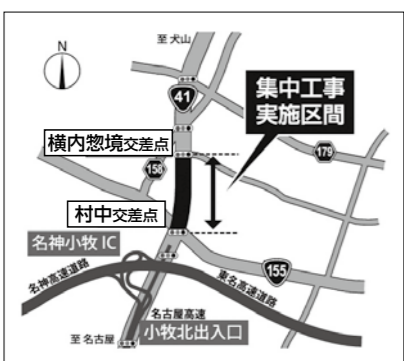 N
至 犬山
41
集中工事
実施区間
横内惣境交差点
179
158
村中交差点
名神小牧 IC
155
名神高速道路
東名高速道路
名古屋高速
小牧北出入口
至 名古屋